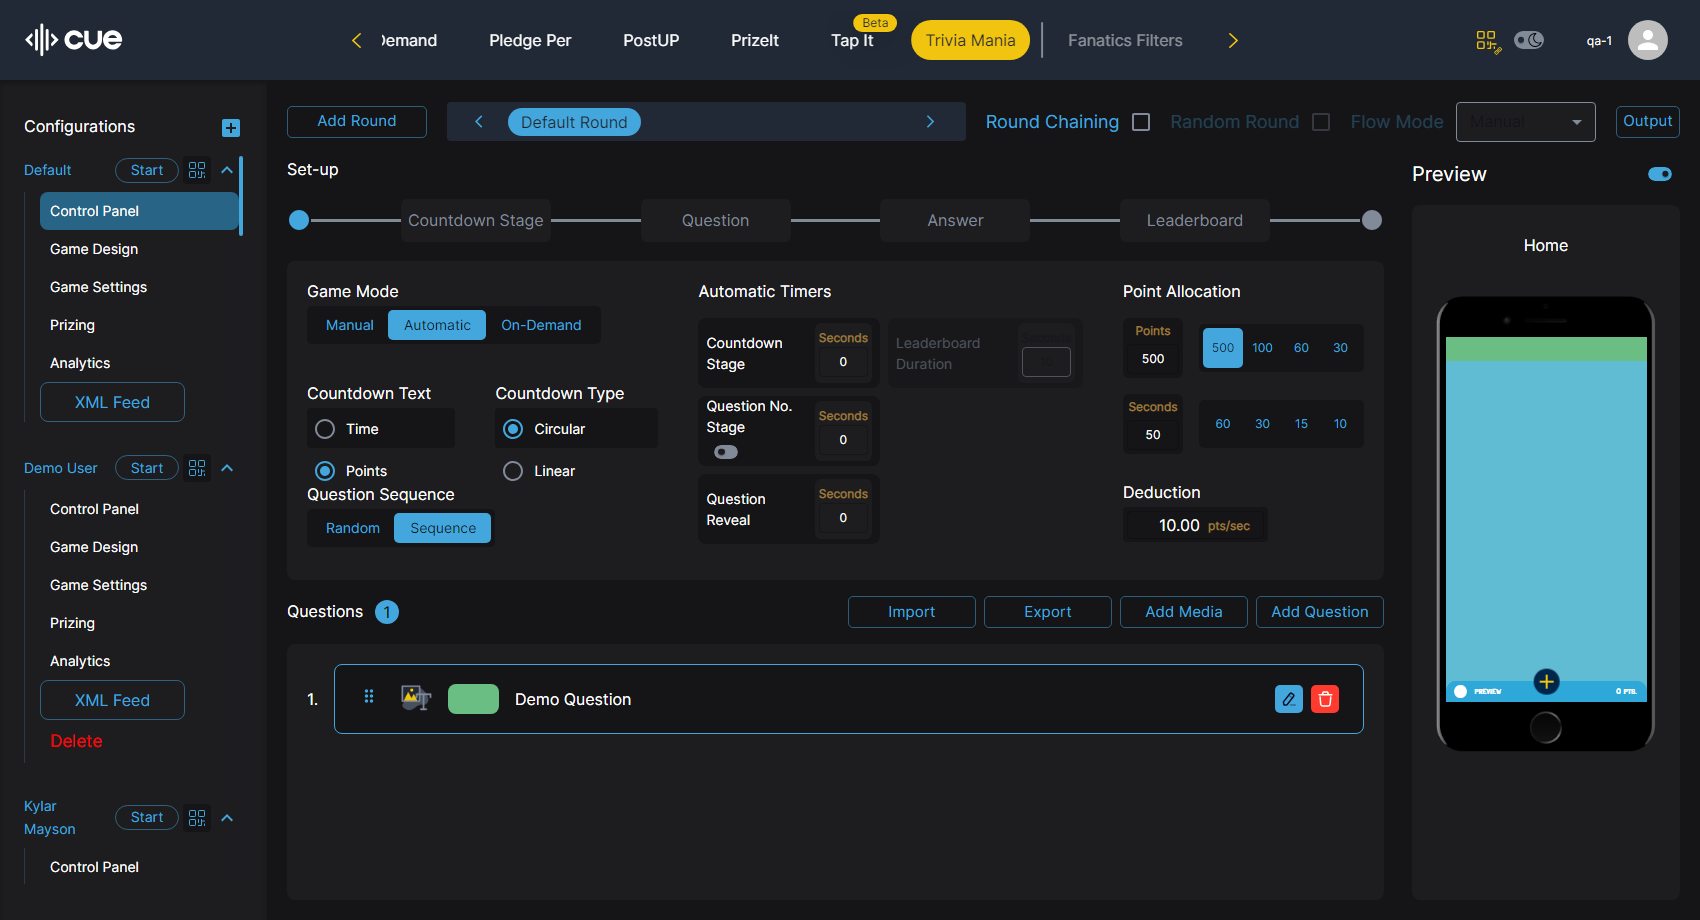 cue
Demand
Pledge Per
PostUP
PrizeIt
Beta
Tap It
Trivia Mania
Fanatics Filters
qa-1
Configurations
Default
Start
Control Panel
Game Design
Game Settings
Prizing
Analytics
XML Feed
Demo User
Start
Control Panel
Game Design
Game Settings
Prizing
Analytics
XML Feed
Delete
Kylar
Mayson
Start
Control Panel
Add Round
Default Round
Round Chaining
Random Round
Flow Mode
Manual
Output
Set-up
Countdown Stage
Question
Answer
Leaderboard
Game Mode
Manual
Automatic
On-Demand
Countdown Text
Time
Points
Countdown Type
Circular
Linear
Question Sequence
Random
Sequence
Automatic Timers
Countdown
Stage
Seconds
0
Leaderboard
Duration
Question No.
Stage
Seconds
0
Question
Reveal
Seconds
0
Point Allocation
Points
500
500
100
60
30
Seconds
50
60
30
15
10
Deduction
10.00 pts/sec
Questions 1
Import
Export
Add Media
Add Question
1.
Demo Question
Preview
Home
PREVIEW
0 PTS.